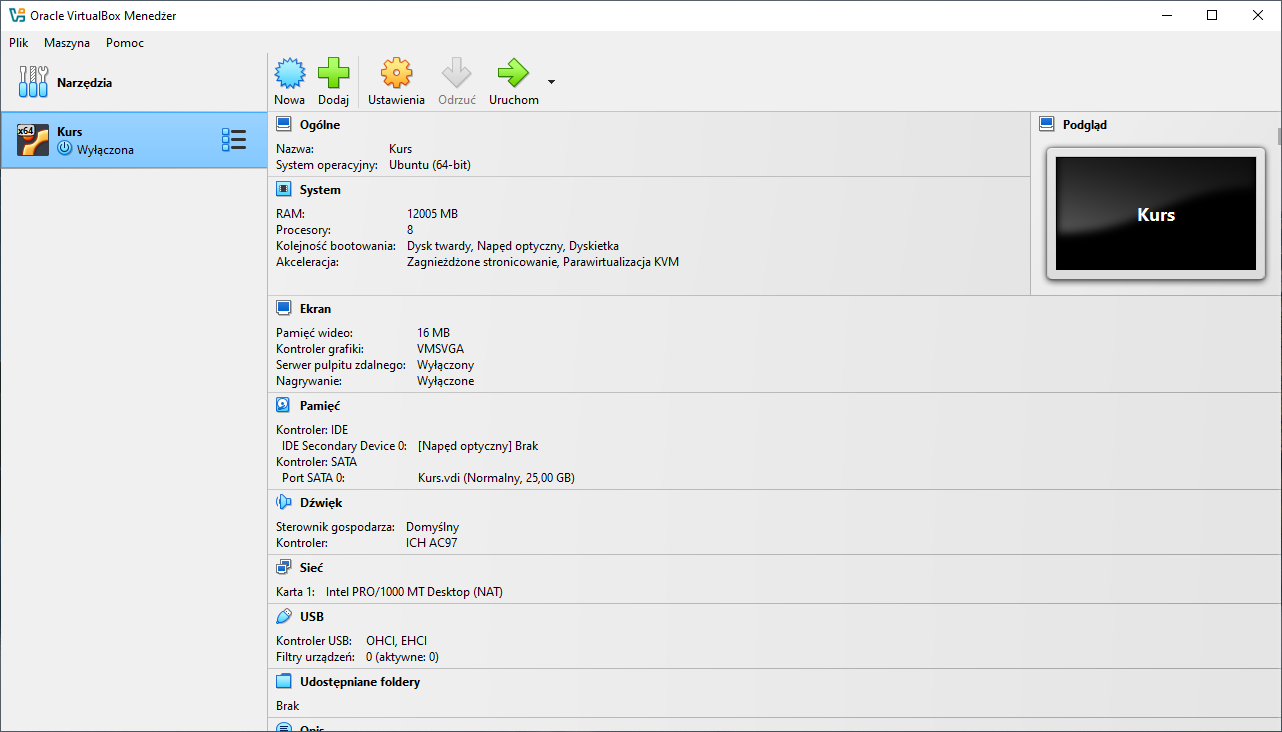 Oracle VirtualBox Menedżer
Plik Maszyna Pomoc
Narzędzia
x64
Kurs
Wyłączona
Nowa Dodaj Ustawienia Odrzuć Uruchom
Ogólne
Nazwa: Kurs
System operacyjny: Ubuntu (64-bit)
Podgląd
Kurs
System
RAM: 12005 MB
Procesory: 8
Kolejność bootowania: Dysk twardy, Napęd optyczny, Dyskietka
Akceleracja: Zagnieżdżone stronicowanie, Parawirtualizacja KVM
Ekran
Pamięć wideo: 16 MB
Kontroler grafiki: VMSVGA
Serwer pulpitu zdalnego: Wyłączony
Nagrywanie: Wyłączone
Pamięć
Kontroler: IDE
IDE Secondary Device 0: [Napęd optyczny] Brak
Kontroler: SATA
Port SATA 0: Kurs.vdi (Normalny, 25,00 GB)
Dźwięk
Sterownik gospodarza: Domyślny
Kontroler: ICH AC97
Sieć
Karta 1: Intel PRO/1000 MT Desktop (NAT)
USB
Kontroler USB: OHCI, EHCI
Filtry urządzeń: 0 (aktywne: 0)
Udostępniane foldery
Brak
Opis